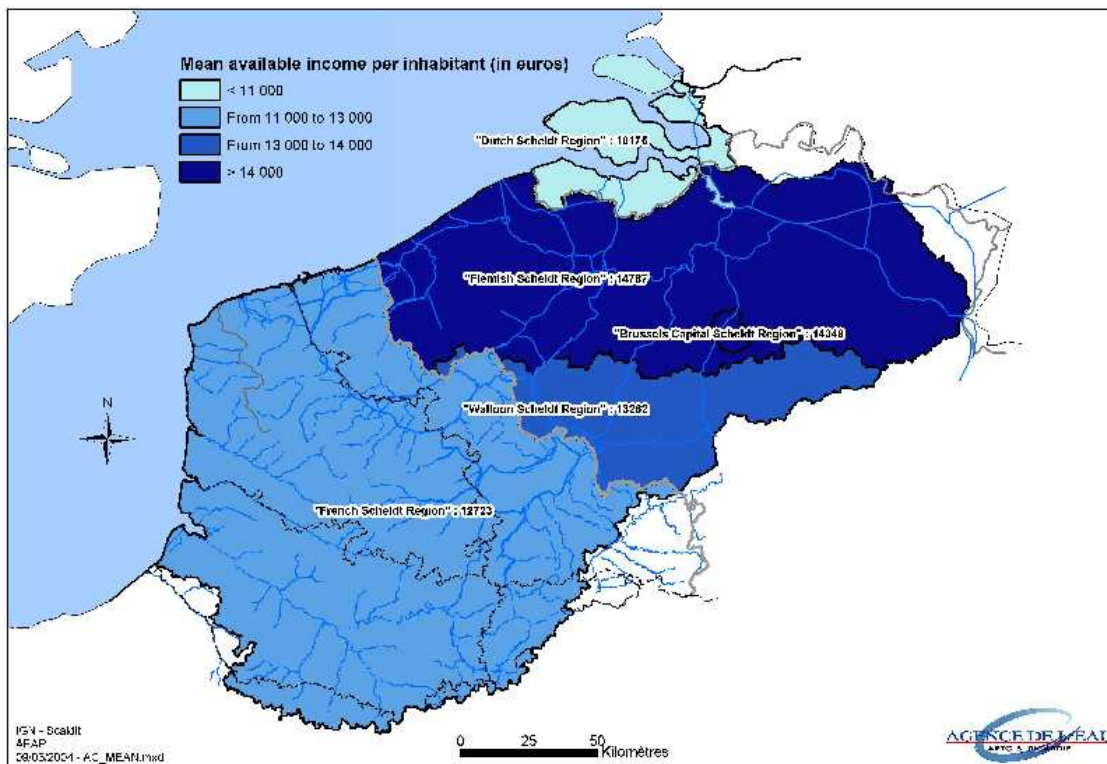 Mean available income per inhabitant (in euros)
< 11 000
From 11 000 to 13 000
From 13 000 to 14 000
> 14 000
"Dutch Scheldt Region" : 10175
"Flemish Scheldt Region" : 14787
"Brussels Capital Scheldt Region" : 14348
"Walloon Scheldt Region" : 13262
N
"French Scheldt Region" : 12723
IGN - Scaldit
AEAP
09/03/2004 - AC_MEAN.mxd
0 25 50 Kilomètres
AGENCE DE L'EAU
ARTOIS PICARDIE